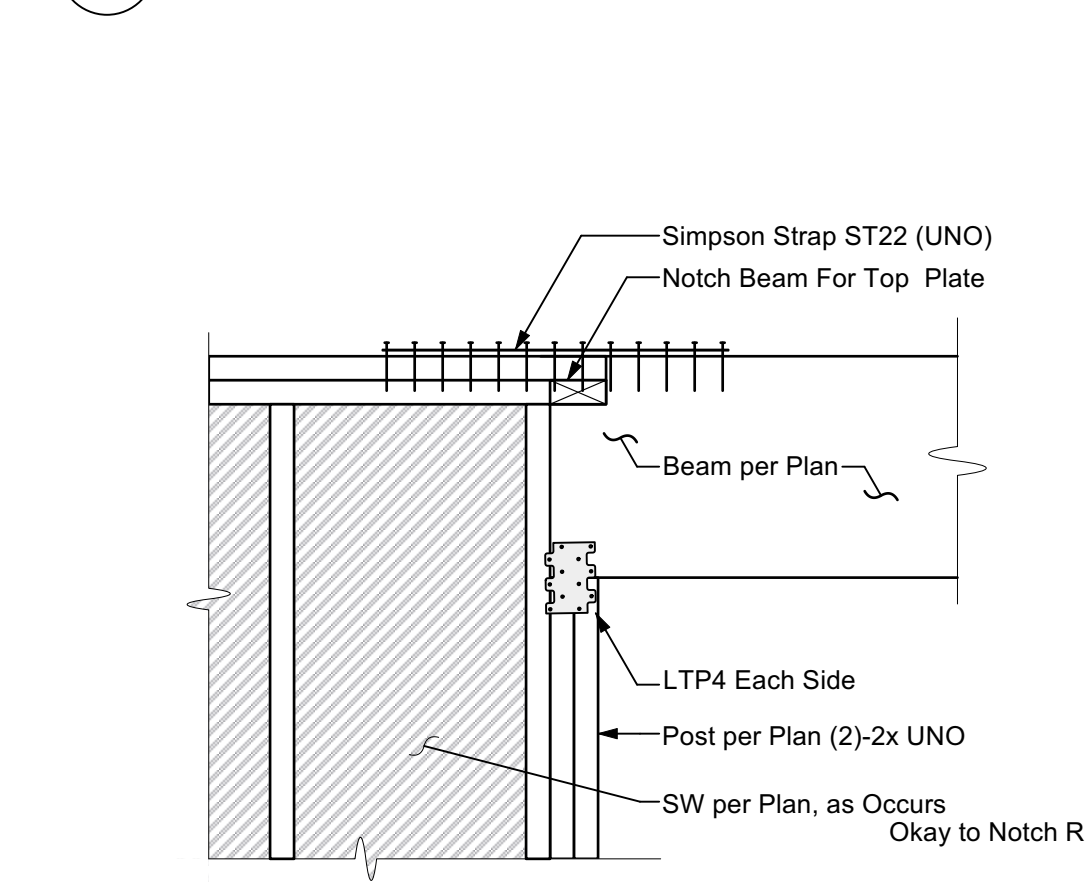 Simpson Strap ST22 (UNO)
Notch Beam For Top Plate
Beam per Plan
LTP4 Each Side
Post per Plan (2)-2x UNO
SW per Plan, as Occurs
Okay to Notch R